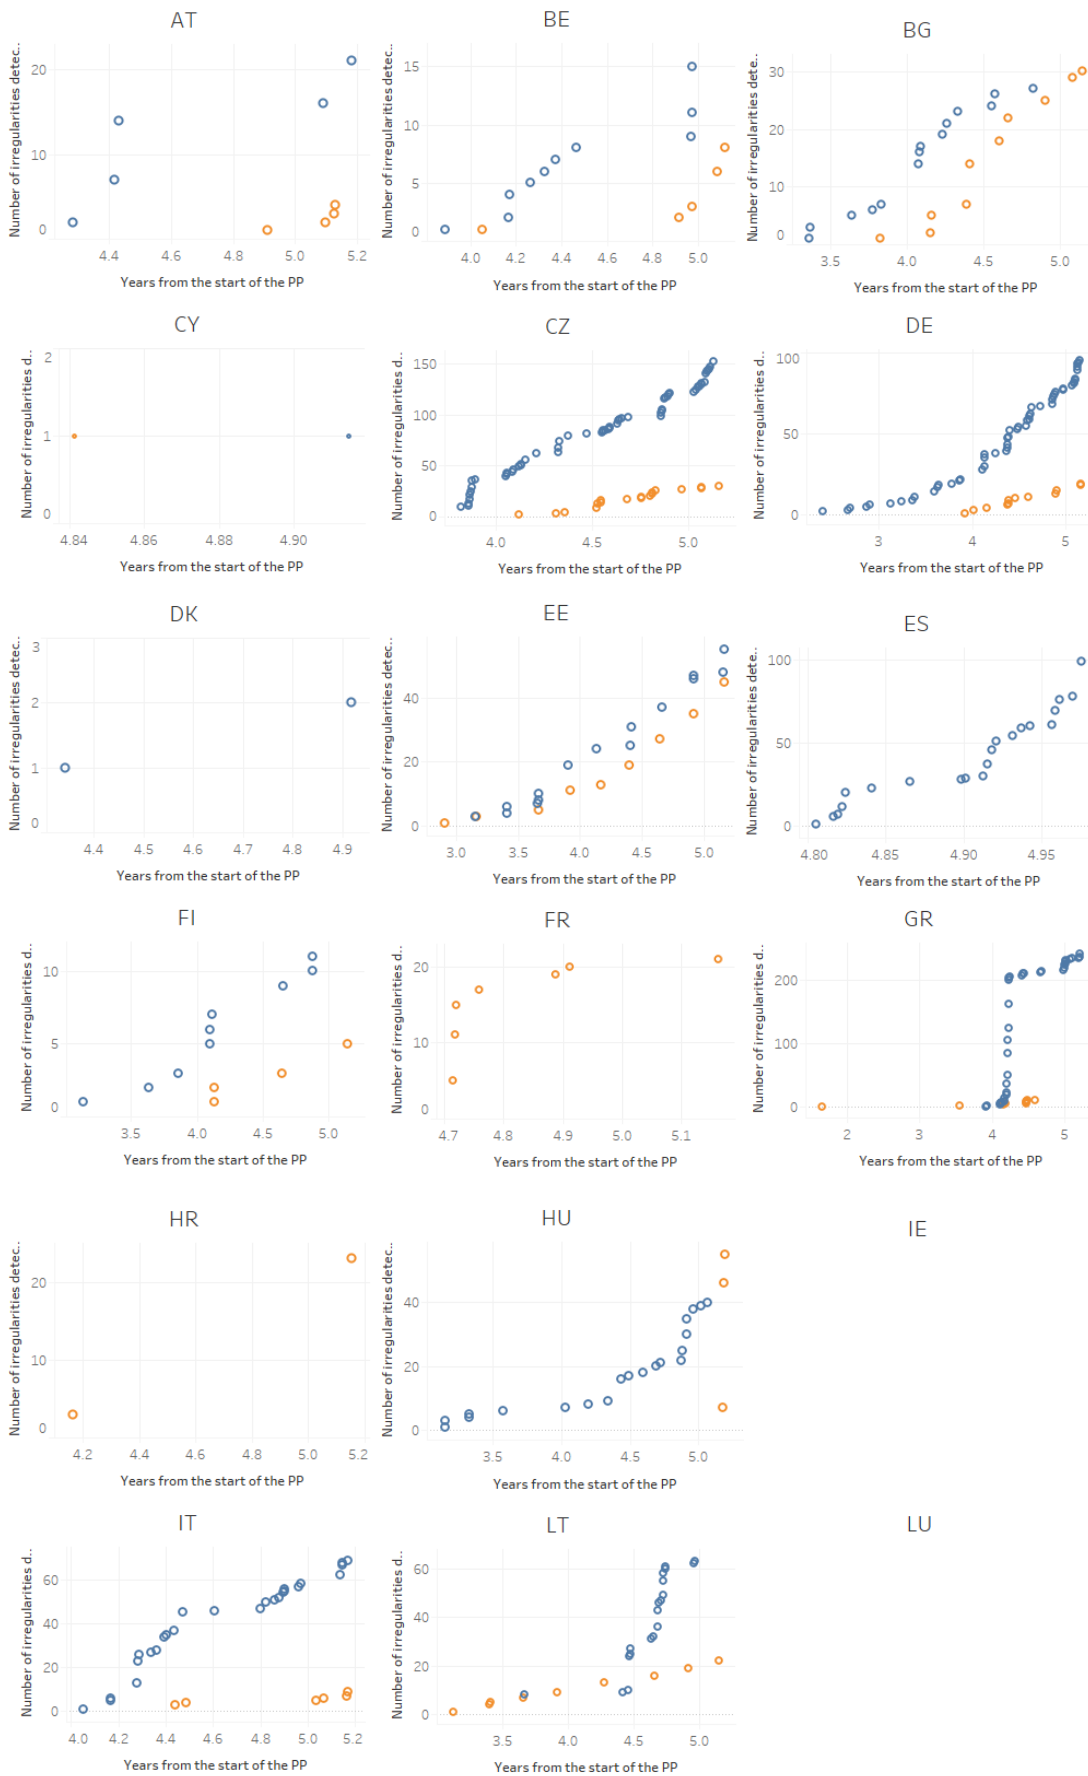 AT
Number of irregularities detec..
20
10
0
4.4 4.6 4.8 5.0 5.2
Years from the start of the PP
BE
Number of irregularities detec..
15
10
5
0
4.0 4.2 4.4 4.6 4.8 5.0
Years from the start of the PP
BG
Number of irregularities dete..
30
20
10
0
3.5 4.0 4.5 5.0
Years from the start of the PP
CY
Number of irregularities d..
2
1
0
4.84 4.86 4.88 4.90
Years from the start of the PP
CZ
Number of irregularities d..
150
100
50
0
4.0 4.5 5.0
Years from the start of the PP
DE
Number of irregularities d..
100
50
0
3 4 5
Years from the start of the PP
DK
Number of irregularities detec..
3
2
1
0
4.4 4.5 4.6 4.7 4.8 4.9
Years from the start of the PP
EE
Number of irregularities detec..
40
20
0
3.0 3.5 4.0 4.5 5.0
Years from the start of the PP
ES
Number of irregularities dete..
100
50
0
4.80 4.85 4.90 4.95
Years from the start of the PP
FI
Number of irregularities d..
10
5
0
3.5 4.0 4.5 5.0
Years from the start of the PP
FR
Number of irregularities d..
20
10
0
4.7 4.8 4.9 5.0 5.1
Years from the start of the PP
GR
Number of irregularities d..
200
100
0
2 3 4 5
Years from the start of the PP
HR
Number of irregularities detec..
20
10
0
4.2 4.4 4.6 4.8 5.0 5.2
Years from the start of the PP
HU
Number of irregularities detec..
40
20
0
3.5 4.0 4.5 5.0
Years from the start of the PP
IE
IT
Number of irregularities d..
60
40
20
0
4.0 4.2 4.4 4.6 4.8 5.0 5.2
Years from the start of the PP
LT
Number of irregularities d..
60
40
20
0
3.5 4.0 4.5 5.0
Years from the start of the PP
LU